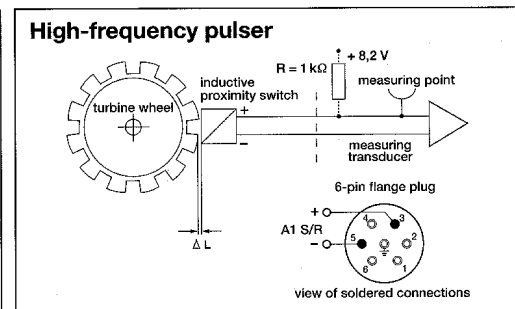 High-frequency pulser
+ 8,2 V
R = 1 kΩ
inductive
proximity switch
measuring point
turbine wheel
+
−
measuring
transducer
6-pin flange plug
Δ L
+
A1 S/R
−
4
3
5
2
6
1
view of soldered connections